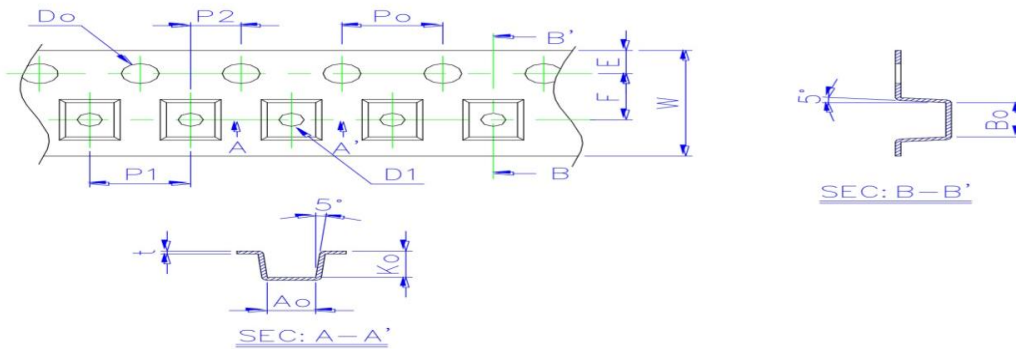 Do
P2
Po
B'
E
F
W
A
A'
P1
D1
B
5°
Bo
SEC: B-B'
5°
t
Ko
Ao
SEC: A-A'